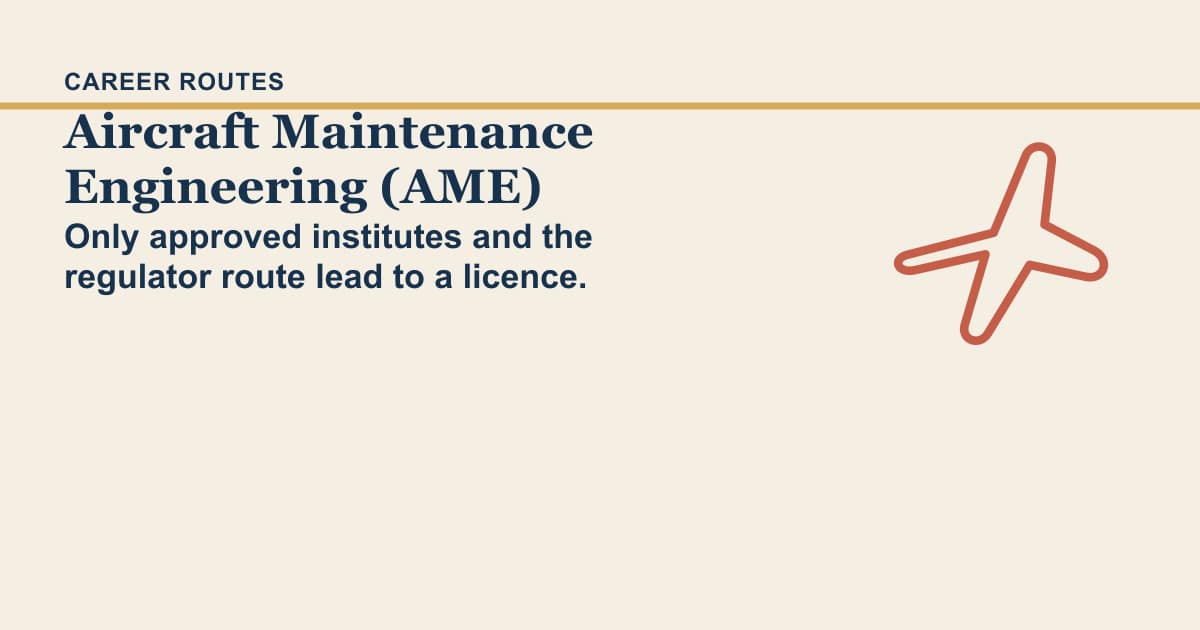 CAREER ROUTES
Aircraft Maintenance
Engineering (AME)
Only approved institutes and the
regulator route lead to a licence.